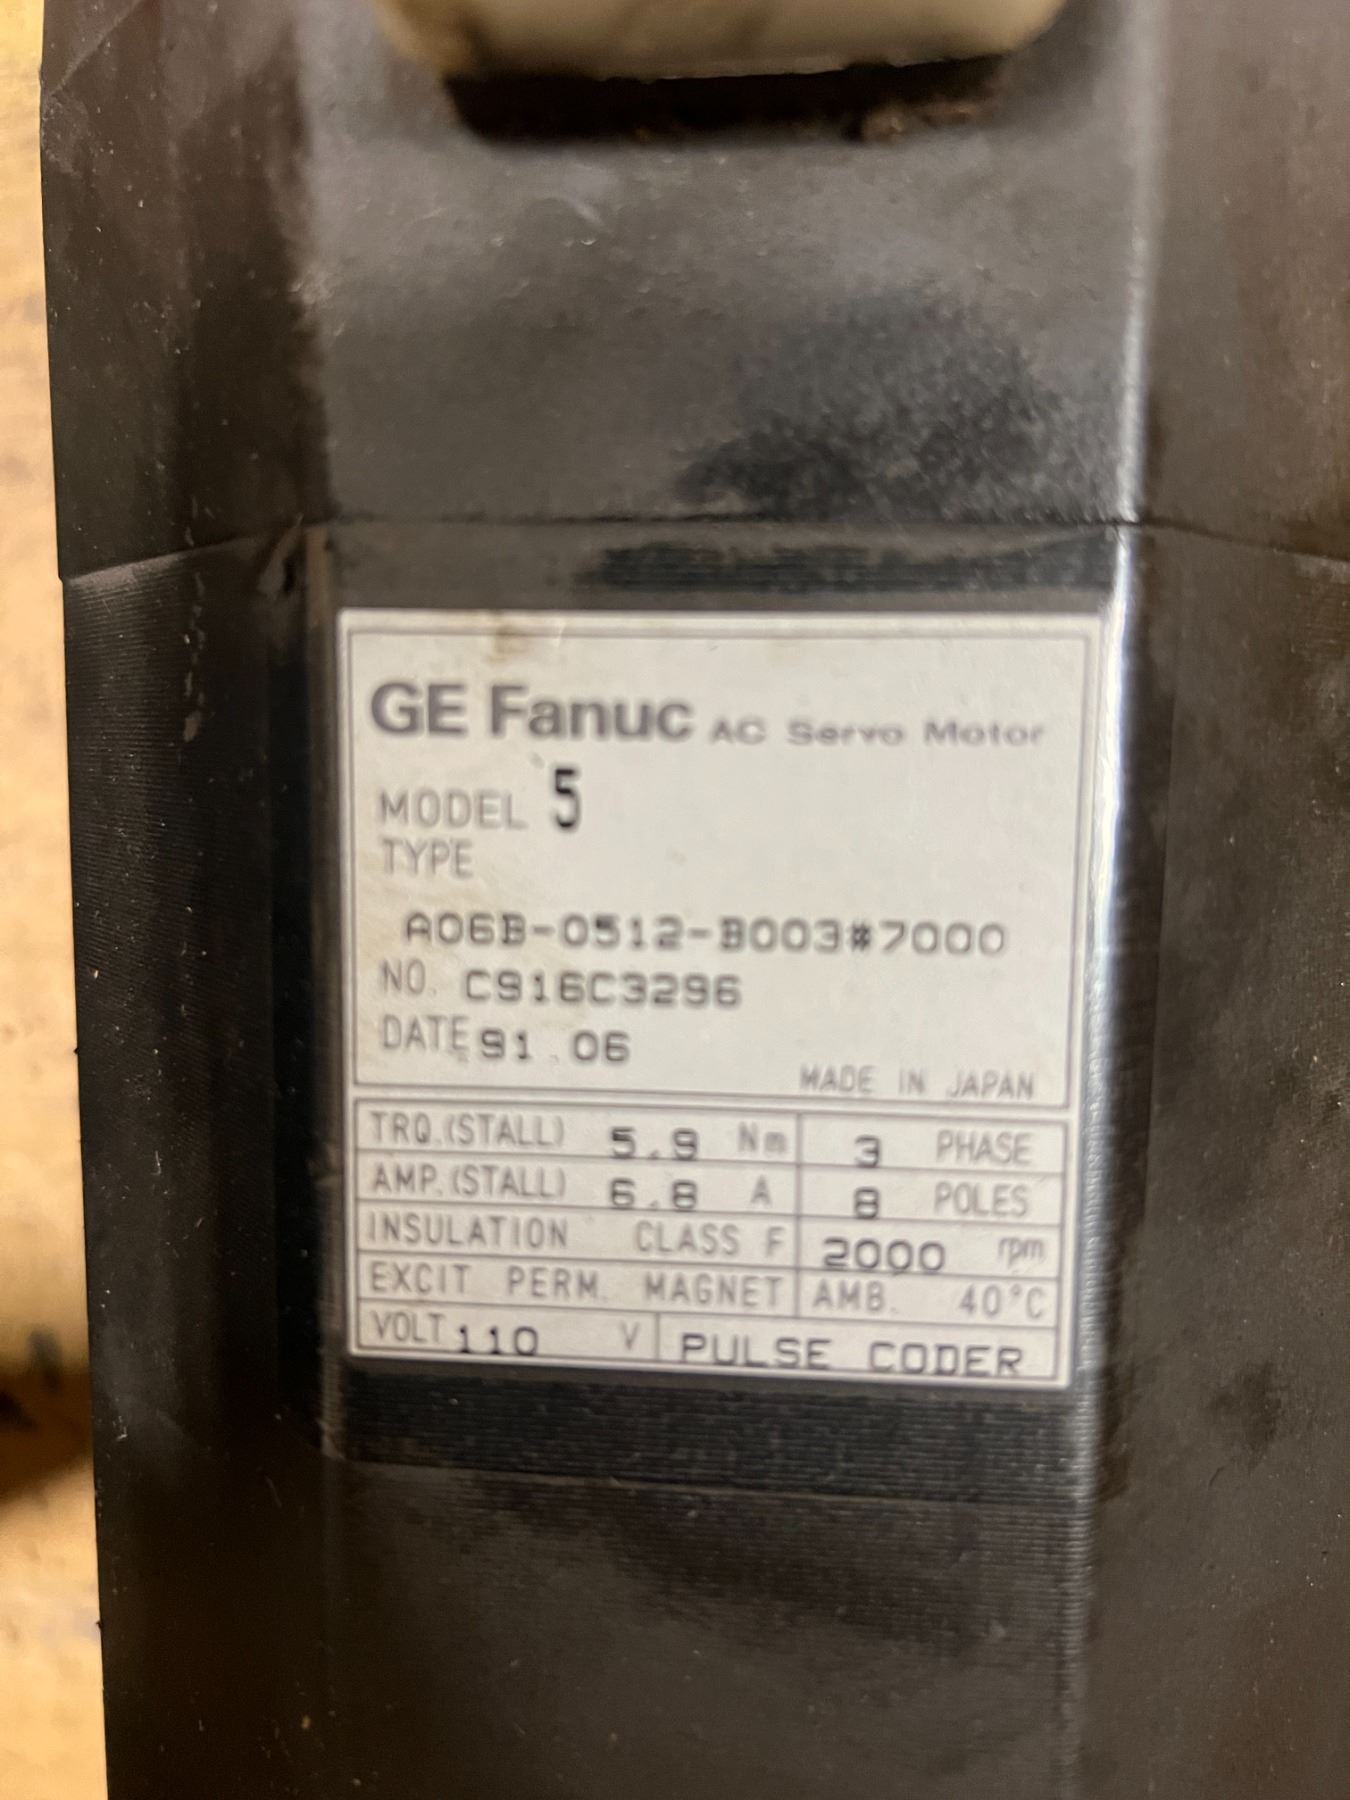 GE Fanuc AC Servo Motor
MODEL 5
TYPE
A06B-0512-B003#7000
NO. C916C3296
DATE 91.06
MADE IN JAPAN
TRQ.(STALL) 5.9 Nm 3 PHASE
AMP.(STALL) 6.8 A 8 POLES
INSULATION CLASS F 2000 rpm
EXCIT PERM. MAGNET AMB. 40°C
VOLT 110 V PULSE CODER